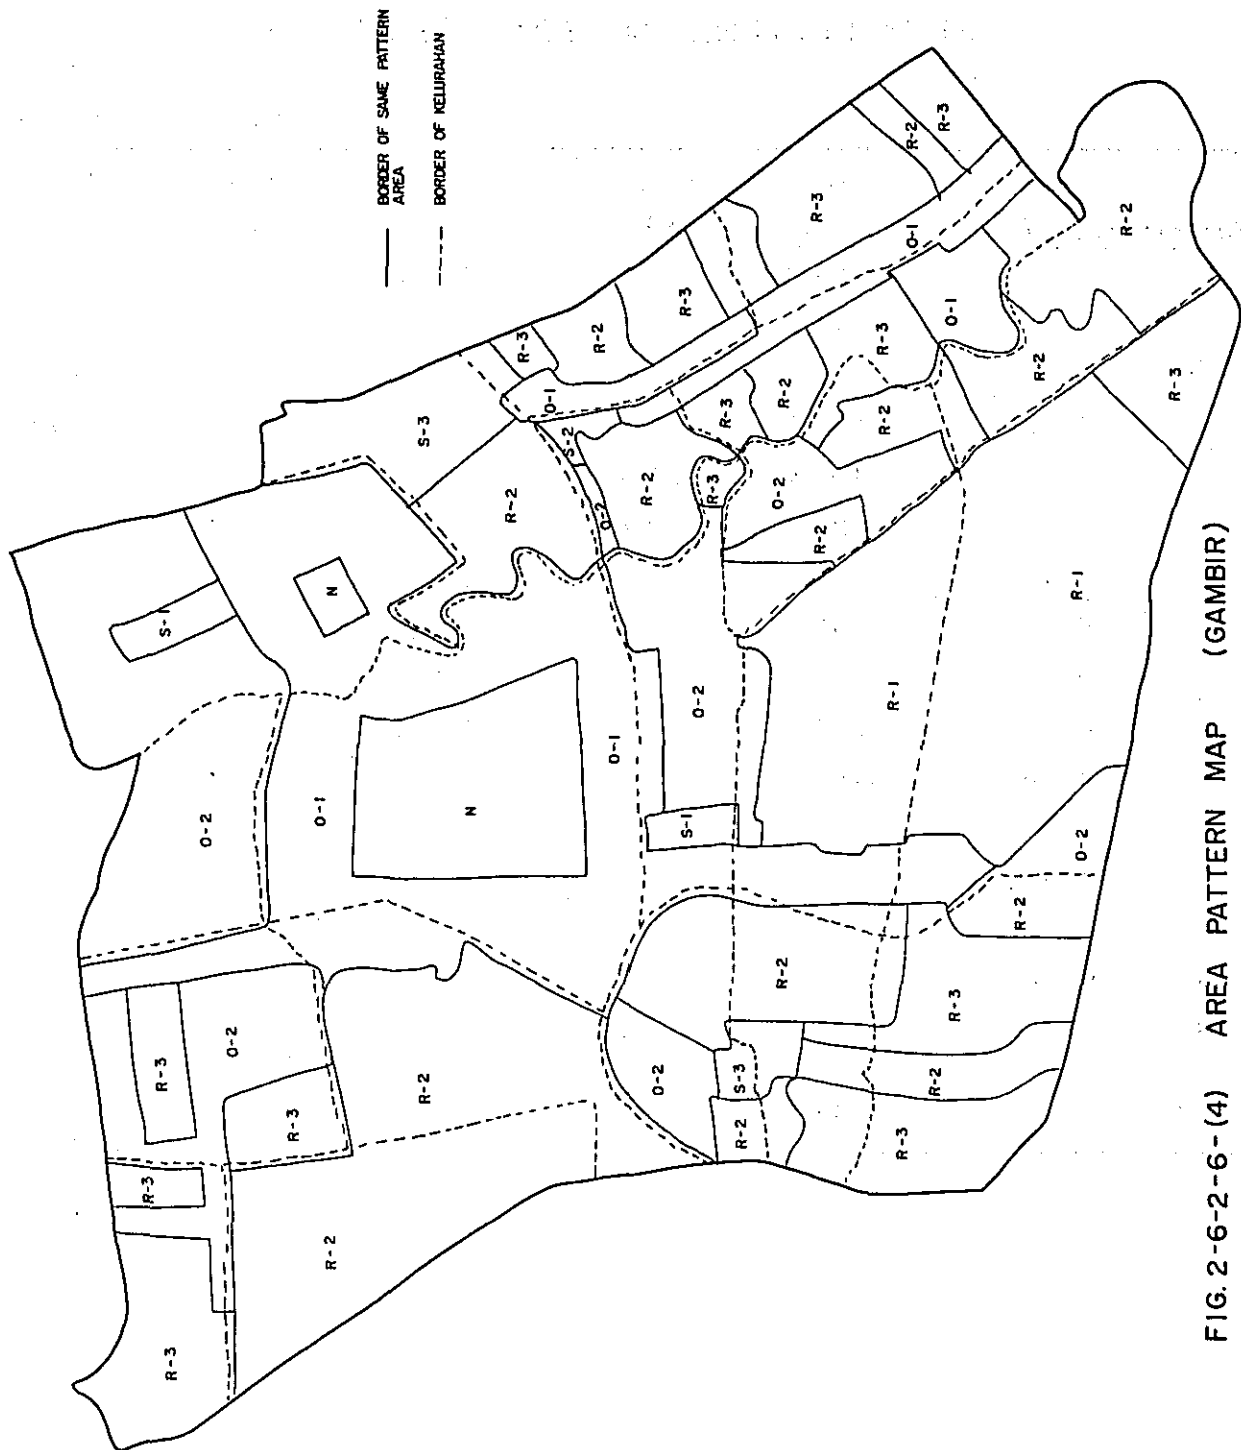 R-3
R-3
R-3
S-1
O-2
O-2
R-3
O-1
R-2
N
BORDER OF SAME PATTERN
AREA
BORDER OF KELURAHAN
R-2
S-3
N
R-2
R-3
O-1
S-2
O-2
R-2
O-1
R-2
O-2
S-1
R-3
O-2
R-3
R-3
R-2
S-3
O-2
R-2
R-2
R-2
R-3
R-2
R-3
R-1
R-3
O-1
R-2
R-2
R-3
R-3
O-1
R-2
R-2
O-2
R-1
R-2
R-3
FIG. 2-6-2-6-(4) AREA PATTERN MAP (GAMBIR)